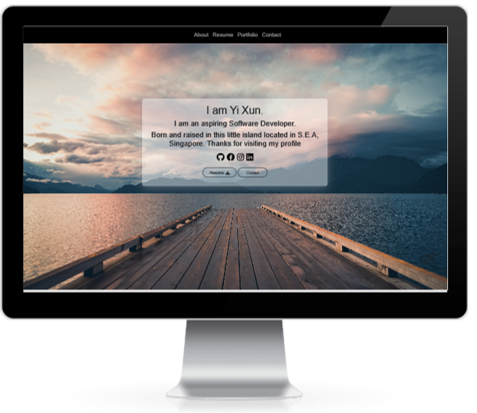 About Resume Portfolio Contact
I am Yi Xun.
I am an aspiring Software Developer.
Born and raised in this little island located in S.E.A,
Singapore. Thanks for visiting my profile
Resume Contact